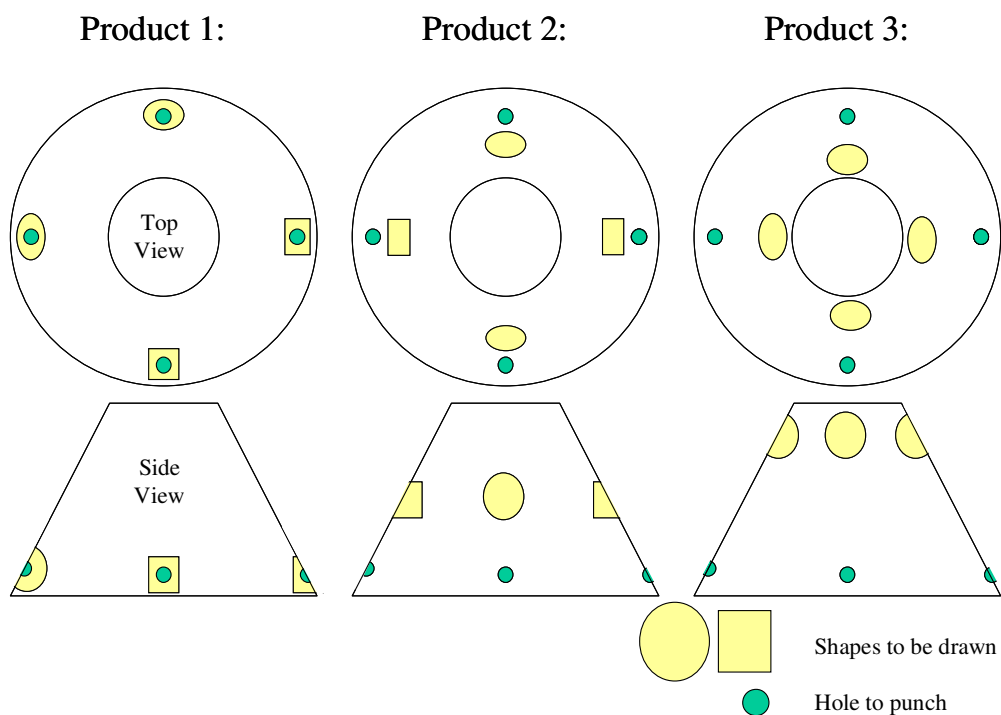 Product 1:
Product 2:
Product 3:
Top
View
Side
View
Shapes to be drawn
Hole to punch